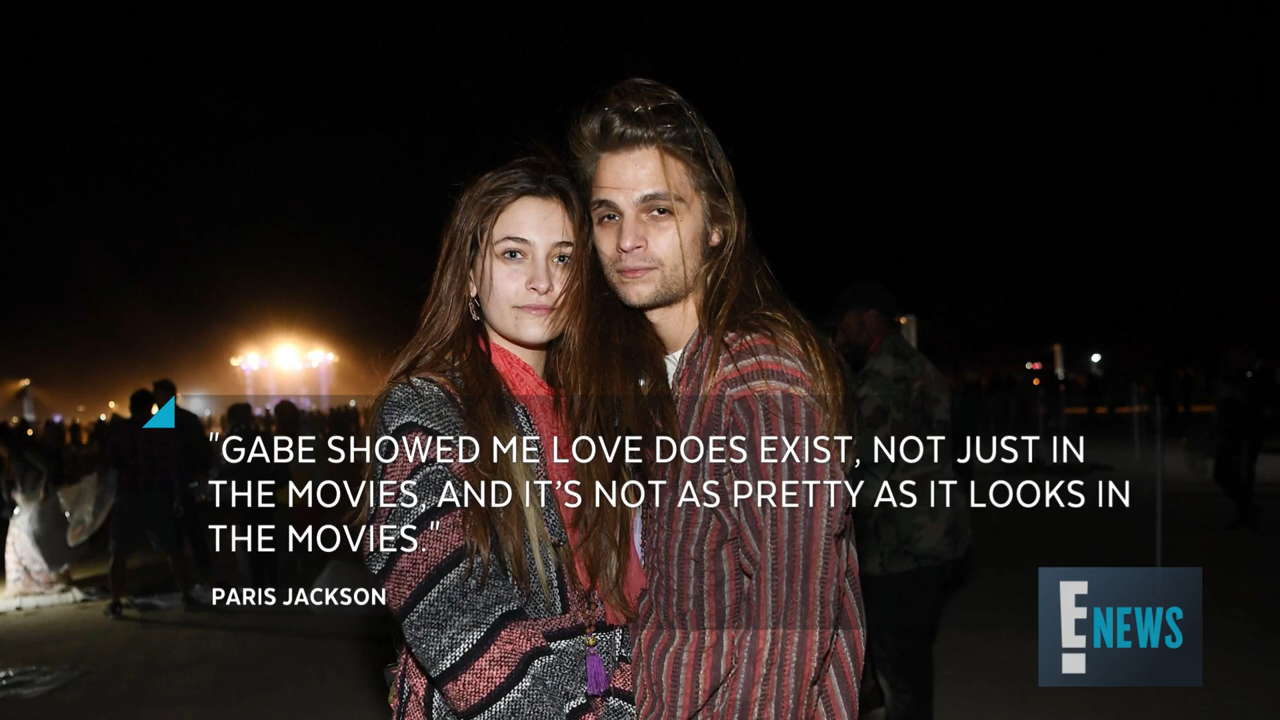 "GABE SHOWED ME LOVE DOES EXIST, NOT JUST IN
THE MOVIES, AND IT'S NOT AS PRETTY AS IT LOOKS IN
THE MOVIES."
PARIS JACKSON
E! NEWS